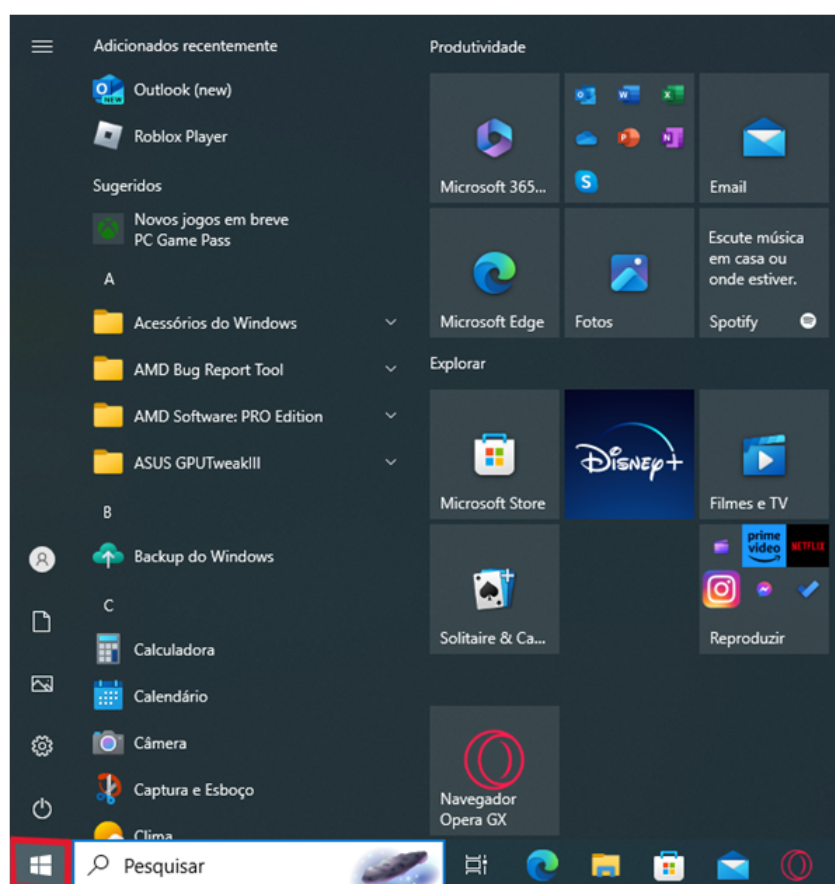 Adicionados recentemente
Outlook (new)
Roblox Player
Sugeridos
Novos jogos em breve
PC Game Pass
A
Acessórios do Windows
AMD Bug Report Tool
AMD Software: PRO Edition
ASUS GPUTweakIII
B
Backup do Windows
C
Calculadora
Calendário
Câmera
Captura e Esboço
Clima
Produtividade
Microsoft 365...
Email
Microsoft Edge
Fotos
Escute música
em casa ou
onde estiver.
Spotify
Explorar
Microsoft Store
Disney+
Filmes e TV
Solitaire & Ca...
prime
video
NETFLIX
Reproduzir
Navegador
Opera GX
Pesquisar